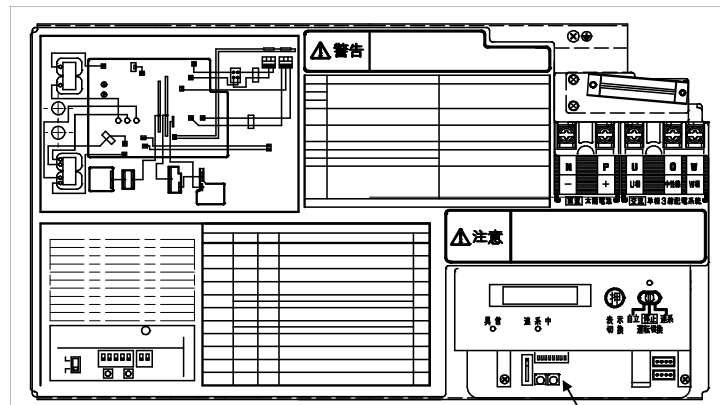 警告
N P U O W
− + U相 中性線 W相
直流 太陽電池 交流 単相3線配電系統
注意
押
異常 連系中 表示 自立 停止 連系
切換 運転切換